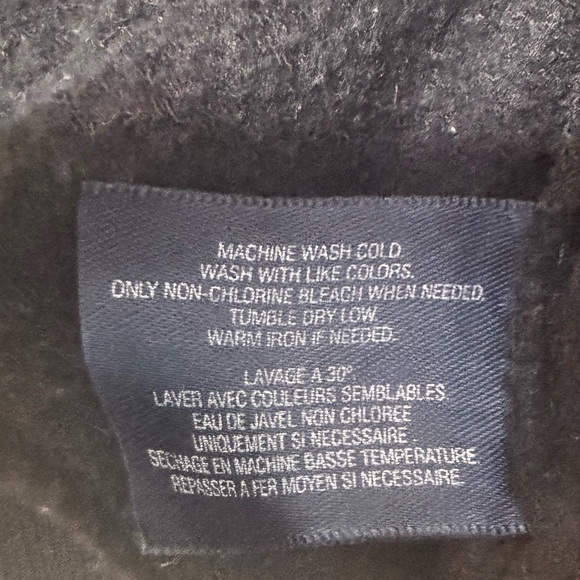 MACHINE WASH COLD
WASH WITH LIKE COLORS.
ONLY NON-CHLORINE BLEACH WHEN NEEDED.
TUMBLE DRY LOW.
WARM IRON IF NEEDED.
LAVAGE A 30°.
LAVER AVEC COULEURS SEMBLABLES.
EAU DE JAVEL NON CHLOREE
UNIQUEMENT SI NECESSAIRE.
SECHAGE EN MACHINE BASSE TEMPERATURE.
REPASSER A FER MOYEN SI NECESSAIRE.